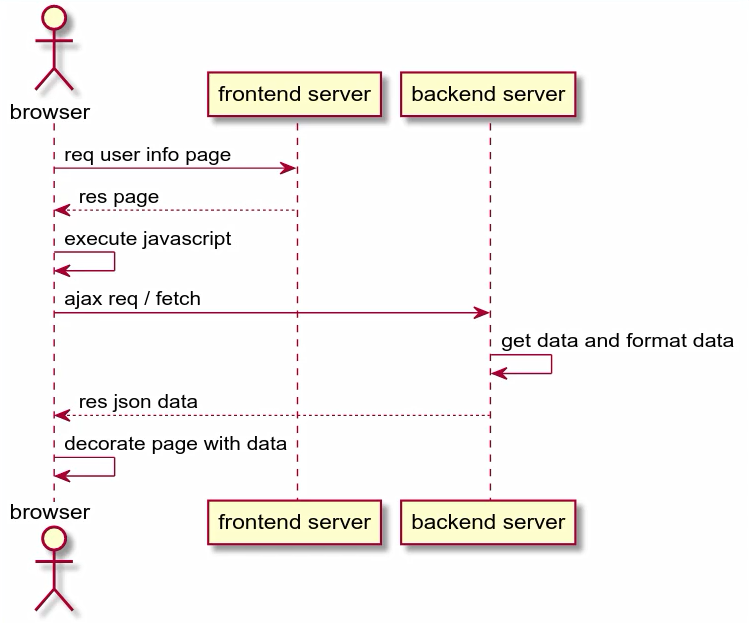 browser
frontend server
backend server
req user info page
res page
execute javascript
ajax req / fetch
get data and format data
res json data
decorate page with data
browser
frontend server
backend server